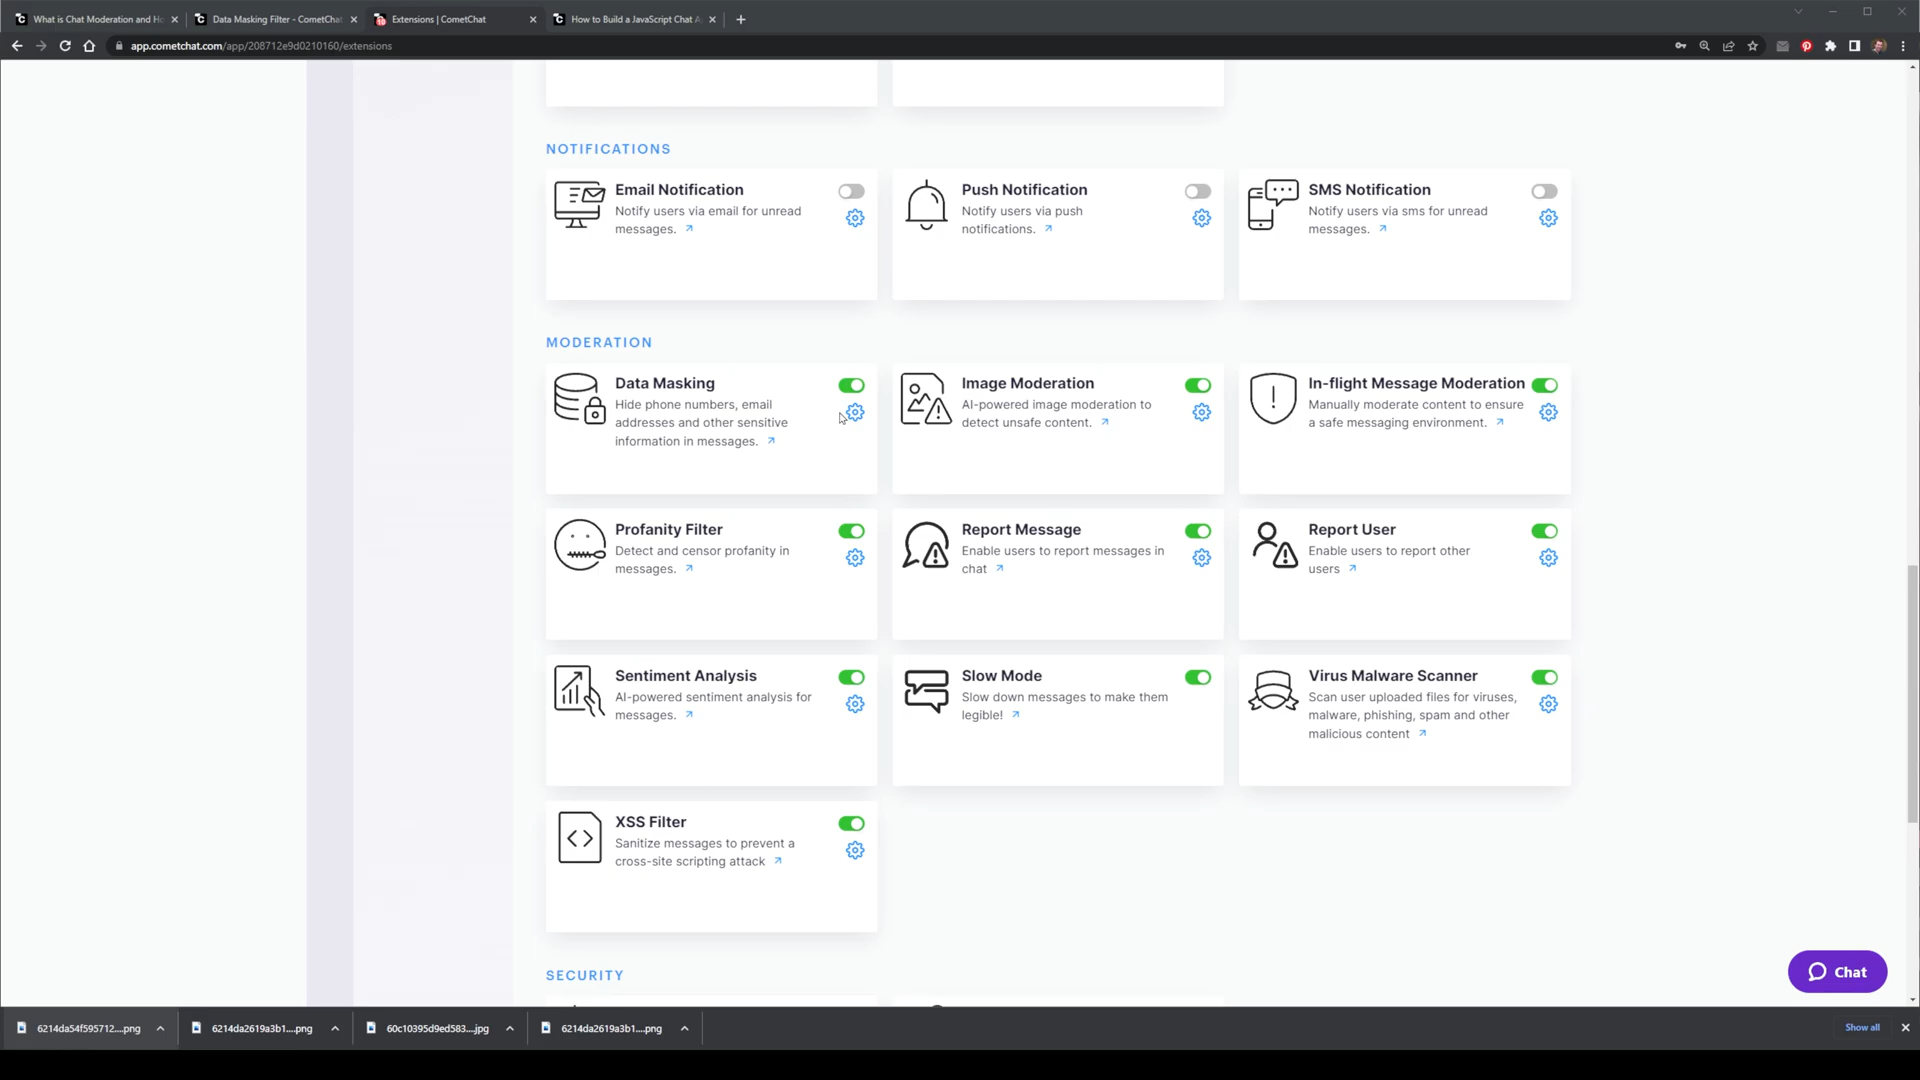 What is Chat Moderation and Ho
Data Masking Filter - CometChat
Extensions | CometChat
How to Build a JavaScript Chat A
app.cometchat.com/app/208712e9d0210160/extensions
NOTIFICATIONS
Email Notification
Notify users via email for unread
messages.
Push Notification
Notify users via push
notifications.
SMS Notification
Notify users via sms for unread
messages.
MODERATION
Data Masking
Hide phone numbers, email
addresses and other sensitive
information in messages.
Image Moderation
AI-powered image moderation to
detect unsafe content.
In-flight Message Moderation
Manually moderate content to ensure
a safe messaging environment.
Profanity Filter
Detect and censor profanity in
messages.
Report Message
Enable users to report messages in
chat
Report User
Enable users to report other
users
Sentiment Analysis
AI-powered sentiment analysis for
messages.
Slow Mode
Slow down messages to make them
legible!
Virus Malware Scanner
Scan user uploaded files for viruses,
malware, phishing, spam and other
malicious content
XSS Filter
Sanitize messages to prevent a
cross-site scripting attack
SECURITY
Chat
6214da54f595712....png
6214da2619a3b1....png
60c10395d9ed583....jpg
6214da2619a3b1....png
Show all